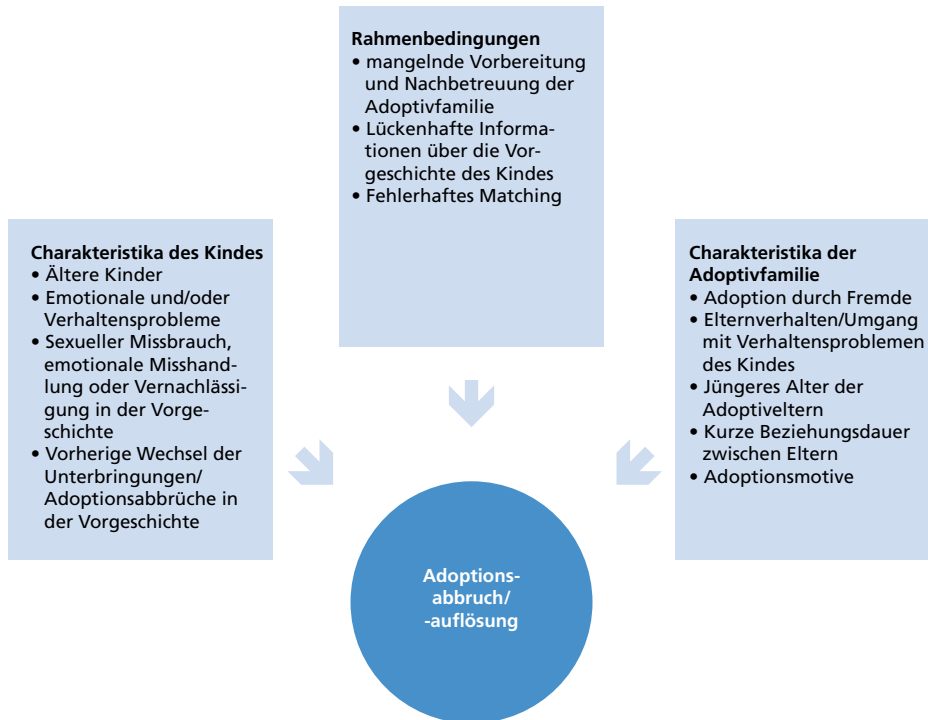 Rahmenbedingungen
• mangelnde Vorbereitung
und Nachbetreuung der
Adoptivfamilie
• Lückenhafte Informa-
tionen über die Vor-
geschichte des Kindes
• Fehlerhaftes Matching
Charakteristika des Kindes
• Ältere Kinder
• Emotionale und/oder
Verhaltensprobleme
• Sexueller Missbrauch,
emotionale Misshand-
lung oder Vernachlässi-
gung in der Vorge-
schichte
• Vorherige Wechsel der
Unterbringungen/
Adoptionsabbrüche in
der Vorgeschichte
Charakteristika der
Adoptivfamilie
• Adoption durch Fremde
• Elternverhalten/Umgang
mit Verhaltensproblemen
des Kindes
• Jüngeres Alter der
Adoptiveltern
• Kurze Beziehungsdauer
zwischen Eltern
• Adoptionsmotive
Adoptions-
abbruch/
-auflösung